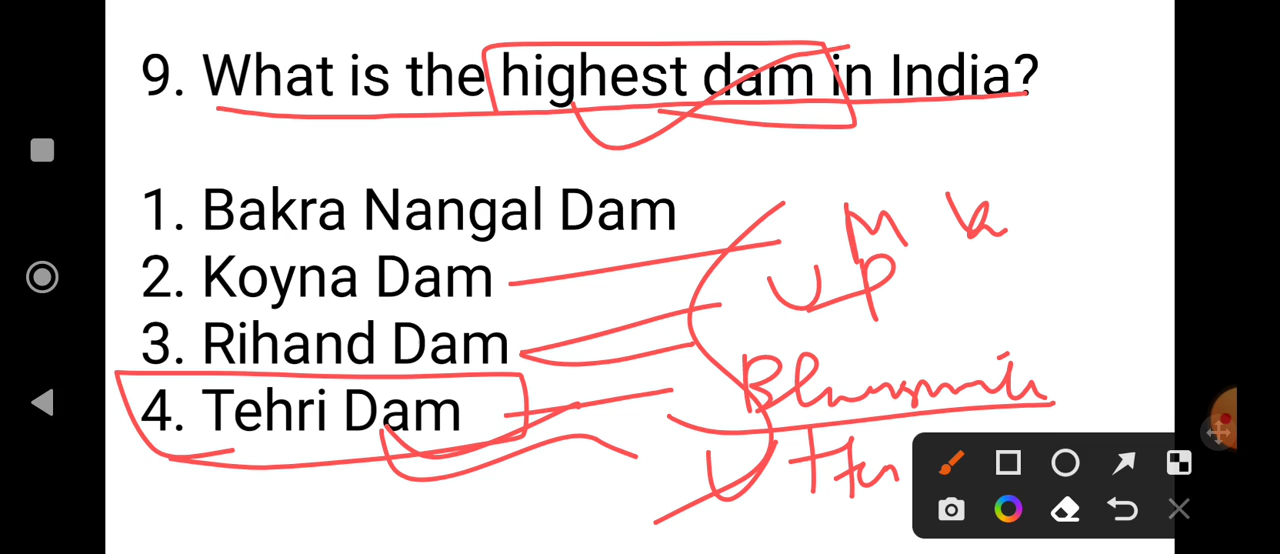 9. What is the highest dam in India?
1. Bakra Nangal Dam
2. Koyna Dam
3. Rihand Dam
4. Tehri Dam
M
UP